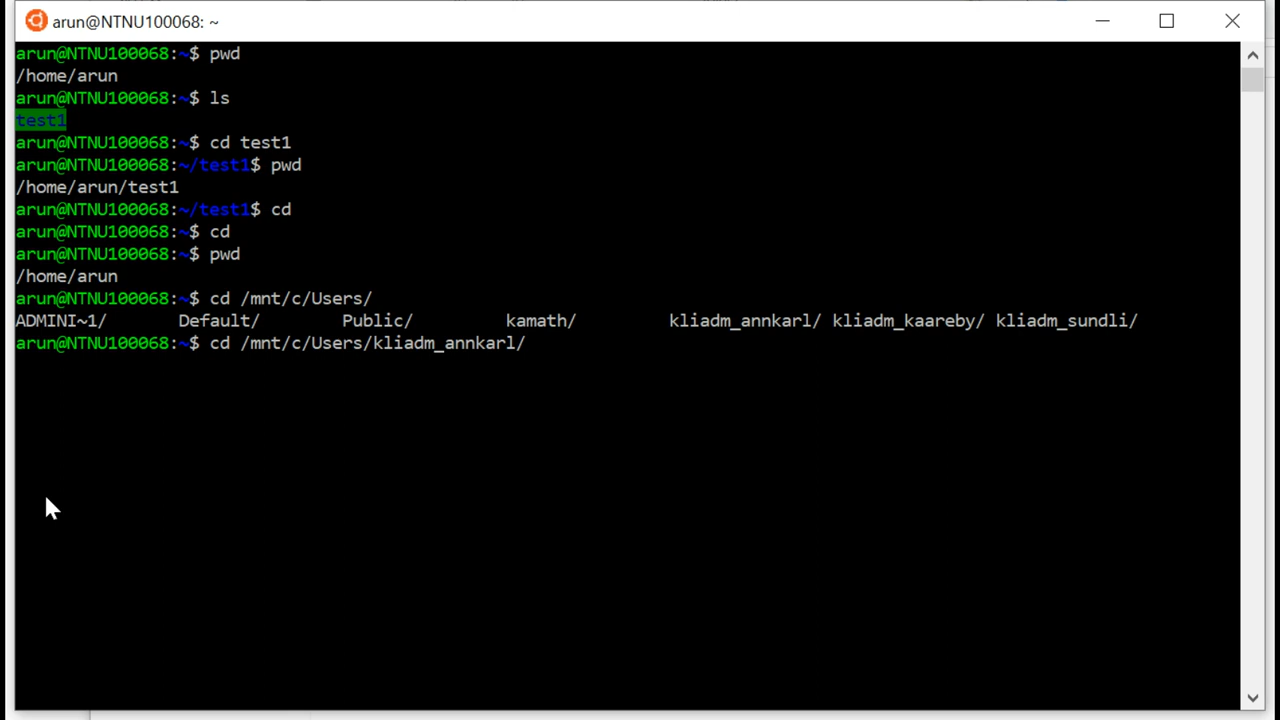 arun@NTNU100068: ~
arun@NTNU100068:~$ pwd
/home/arun
arun@NTNU100068:~$ ls
test1
arun@NTNU100068:~$ cd test1
arun@NTNU100068:~/test1$ pwd
/home/arun/test1
arun@NTNU100068:~/test1$ cd
arun@NTNU100068:~$ cd
arun@NTNU100068:~$ pwd
/home/arun
arun@NTNU100068:~$ cd /mnt/c/Users/
ADMINI~1/ Default/ Public/ kamath/ kliadm_annkarl/ kliadm_kaareby/ kliadm_sundli/
arun@NTNU100068:~$ cd /mnt/c/Users/kliadm_annkarl/